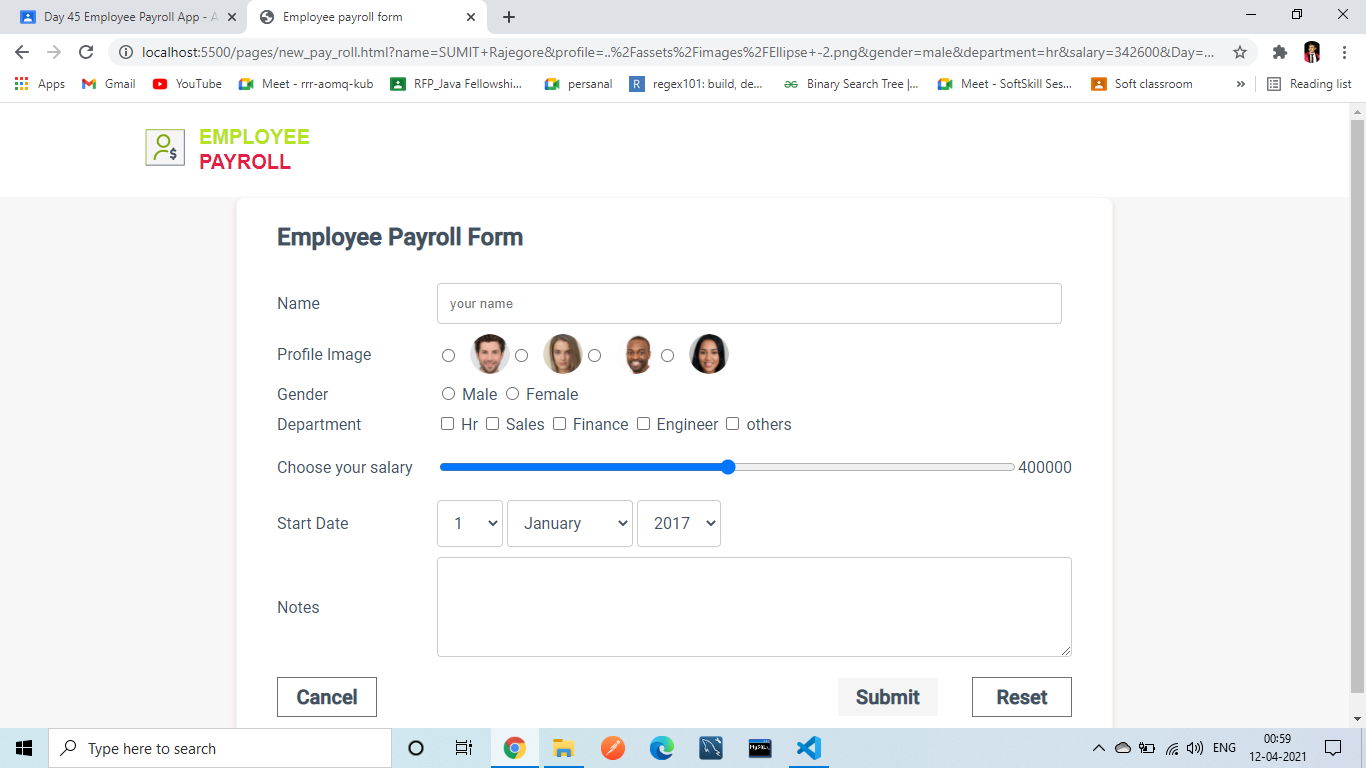 Day 45 Employee Payroll App - A
Employee payroll form
localhost:5500/pages/new_pay_roll.html?name=SUMIT+Rajegore&profile=..%2Fassets%2Fimages%2FEllipse+-2.png&gender=male&department=hr&salary=342600&Day=...
Apps Gmail YouTube Meet - rrr-aomq-kub RFP_Java Fellowshi... persanal R regex101: build, de... Binary Search Tree |... Meet - SoftSkill Ses... Soft classroom » Reading list
EMPLOYEE
PAYROLL
Employee Payroll Form
Name your name
Profile Image
Gender Male Female
Department Hr Sales Finance Engineer others
Choose your salary 400000
Start Date 1 January 2017
Notes
Cancel Submit Reset
Type here to search
ENG
00:59
12-04-2021